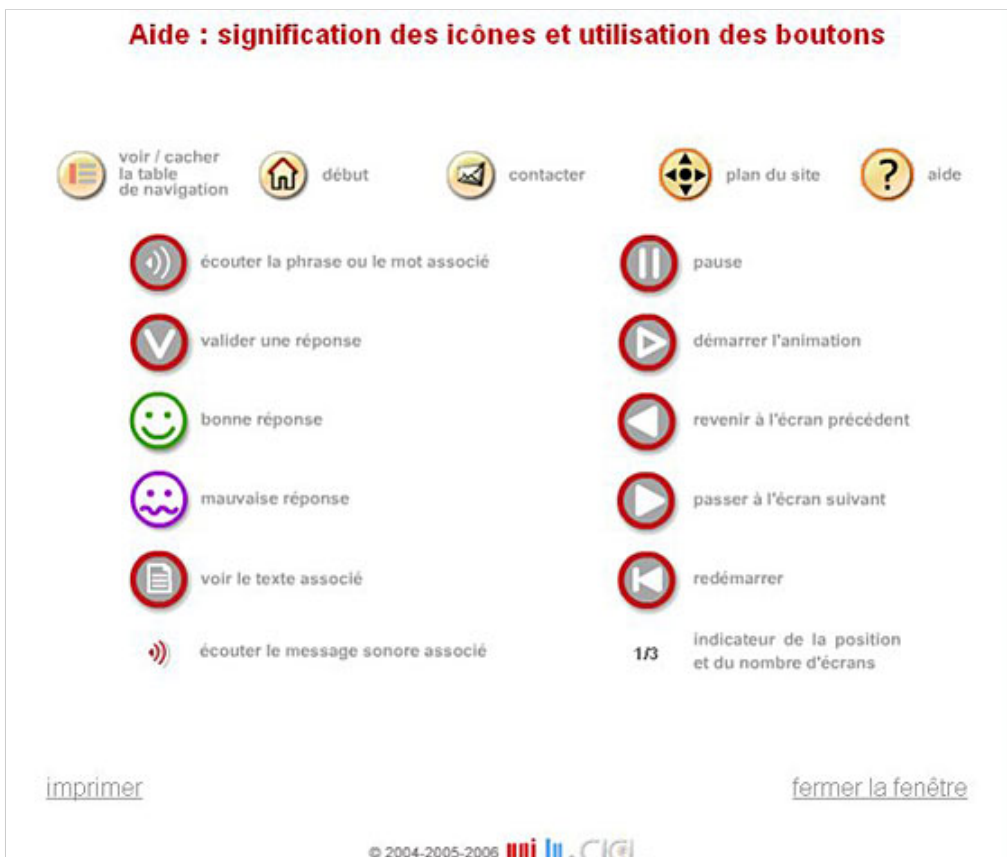 Aide : signification des icônes et utilisation des boutons
voir / cacher
la table
de navigation
début
contacter
plan du site
?
aide
écouter la phrase ou le mot associé
pause
valider une réponse
démarrer l'animation
bonne réponse
revenir à l'écran précédent
mauvaise réponse
passer à l'écran suivant
voir le texte associé
redémarrer
écouter le message sonore associé
1/3
indicateur de la position
et du nombre d'écrans
imprimer
fermer la fenêtre
© 2004-2005-2006 uni lu